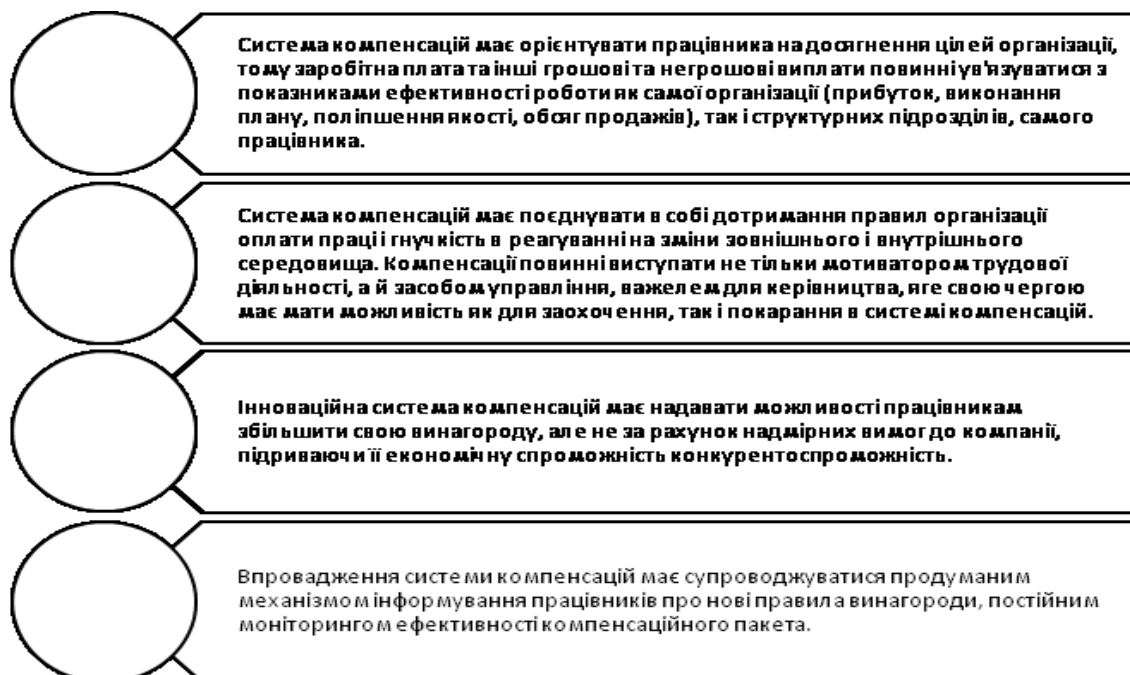 Система компенсацій має орієнтувати працівника на досягнення цілей організації,
тому заробітна плата та інші грошові та негрошові виплати повинні ув'язуватися з
показниками ефективності роботи як самої організації (прибуток, виконання
плану, поліпшення якості, обсяг продажів), так і структурних підрозділів, самого
працівника.
Система компенсацій має поєднувати в собі дотримання правил організації
оплати праці і гнучкість в реагуванні на зміни зовнішнього і внутрішнього
середовища. Компенсації повинні виступати не тільки мотиватором трудової
діяльності, а й засобом управління, важелем для керівництва, яге свою чергою
має мати можливість як для заохочення, так і покарання в системі компенсацій.
Інноваційна система компенсацій має надавати можливості працівникам
збільшити свою винагороду, але не за рахунок надмірних вимог до компанії,
підриваючи її економічну спроможність конкурентоспроможність.
Впровадження системи компенсацій має супроводжуватися продуманим
механізмом інформування працівників про нові правила винагороди, постійним
моніторингом ефективності компенсаційного пакета.